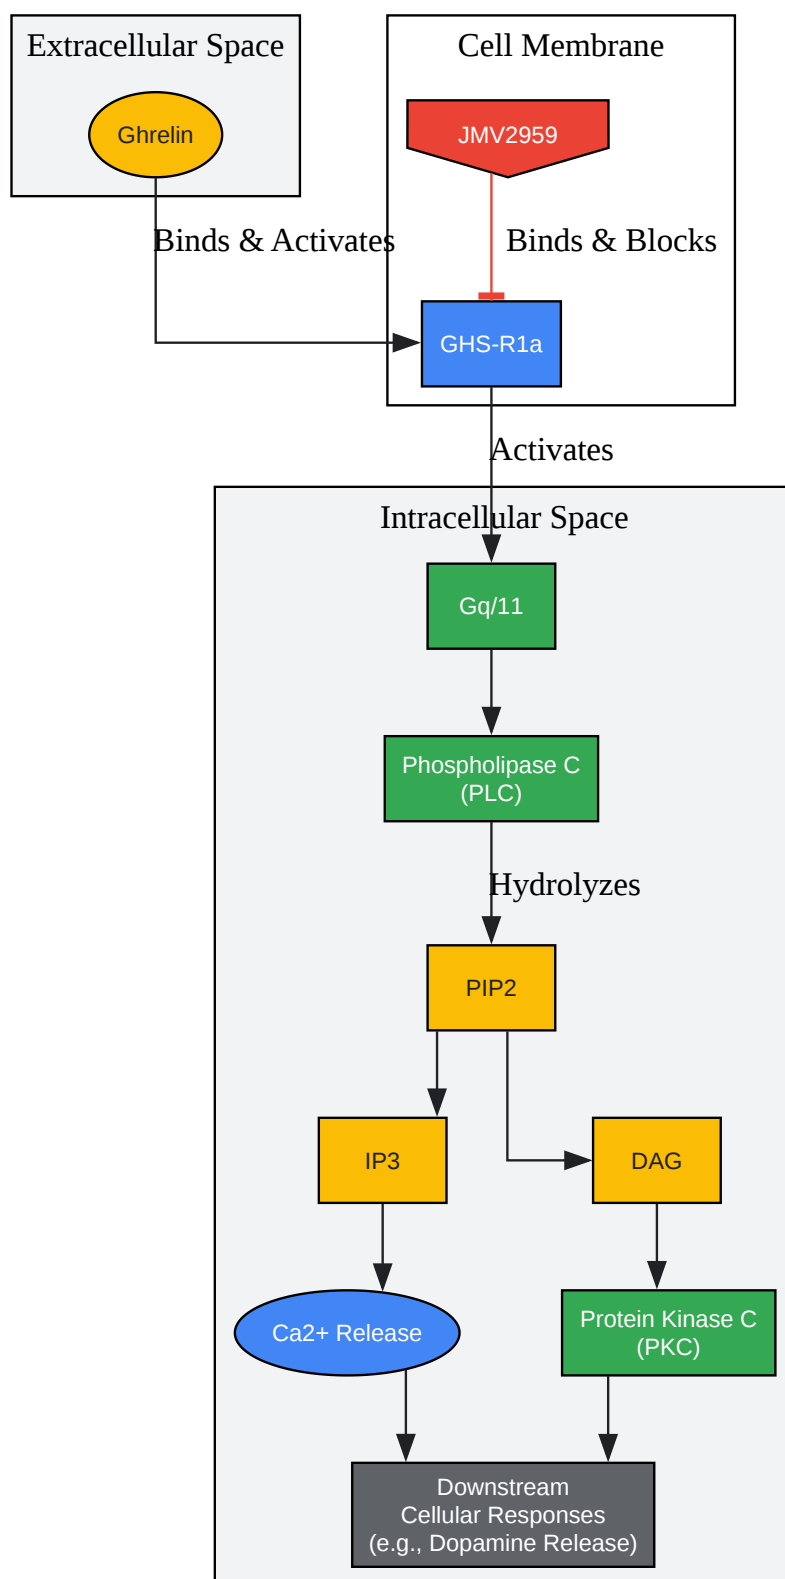 Extracellular Space
Cell Membrane
Ghrelin
JMV2959
Binds & Activates
Binds & Blocks
GHS-R1a
Activates
Intracellular Space
Gq/11
Phospholipase C
(PLC)
Hydrolyzes
PIP2
IP3
DAG
Ca2+ Release
Protein Kinase C
(PKC)
Downstream
Cellular Responses
(e.g., Dopamine Release)